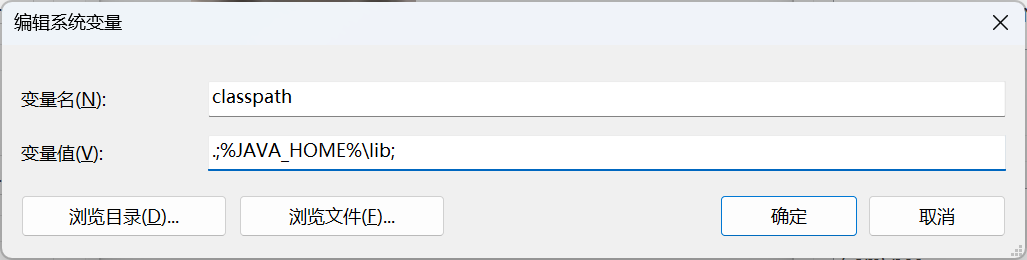 编辑系统变量
变量名(N):
classpath
变量值(V):
.;%JAVA_HOME%\lib;
浏览目录(D)...
浏览文件(F)...
确定
取消